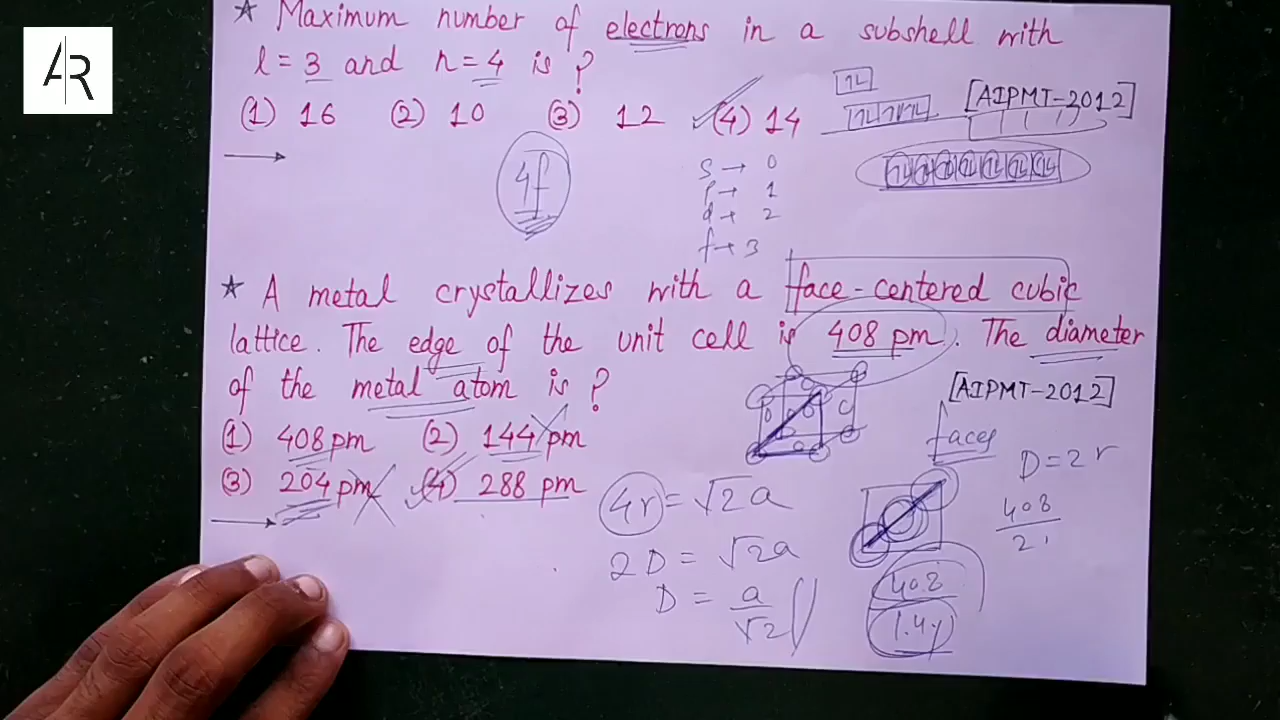 AR
★ Maximum number of electrons in a subshell with
l = 3 and n = 4 is ?
(1) 16 (2) 10 (3) 12 (4) 14
[AIPMT-2012]
4f
s → 0
p → 1
d → 2
f → 3
★ A metal crystallizes with a face-centered cubic
lattice. The edge of the unit cell is 408 pm. The diameter
of the metal atom is ?
[AIPMT-2012]
(1) 408 pm (2) 144 pm
(3) 204 pm (4) 288 pm
faces
D = 2r
4r = √2a
2D = √2a
D = a/√2
408/2
408/1.4